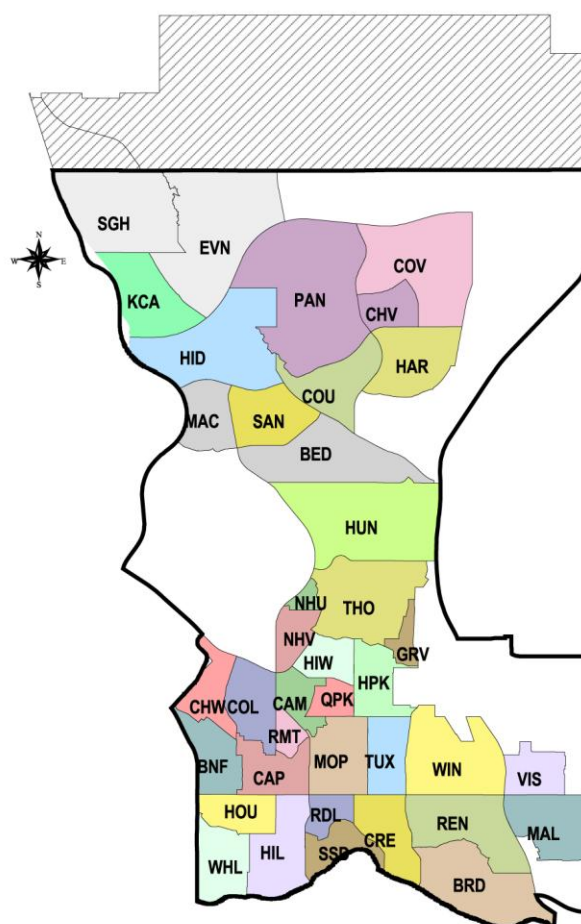 SGH
EVN
N
W E
S
COV
KCA
PAN
CHV
HID
HAR
COU
MAC
SAN
BED
HUN
NHU
THO
NHV
GRV
HIW
HPK
QPK
CHW
COL
CAM
RMT
BNF
MOP
TUX
WIN
CAP
VIS
HOU
RDL
REN
MAL
CRE
WHL
HIL
SSD
BRD